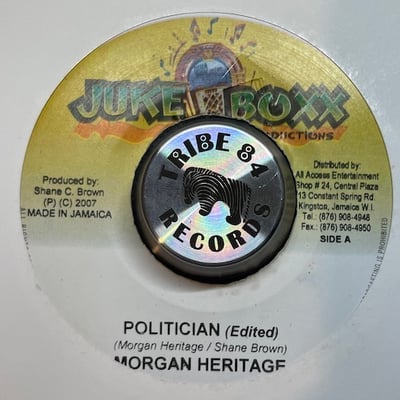 JUKE BOXX
Produced by:
Shane C. Brown
(P) (C) 2007
MADE IN JAMAICA
TRIBE 84
RECORDS
Distributed by:
All Access Entertainment
Shop # 24, Central Plaza
13 Constant Spring Rd.
Kingston, Jamaica W.I.
Tel.: (876) 908-4948
Fax.: (876) 908-4950
SIDE A
POLITICIAN (Edited)
(Morgan Heritage / Shane Brown)
MORGAN HERITAGE